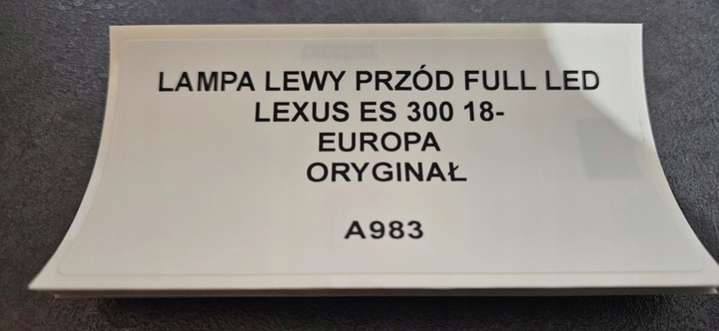 LAMPA LEWY PRZÓD FULL LED
LEXUS ES 300 18-
EUROPA
ORYGINAŁ
A983